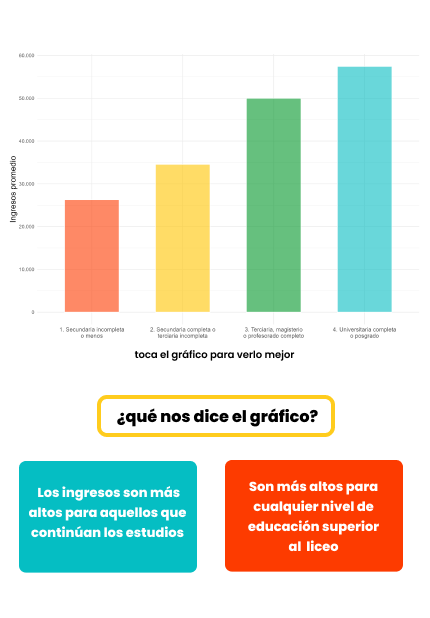 60.000
50.000
40.000
30.000
20.000
10.000
0
Ingresos promedio
1. Secundaria incompleta
o menos
2. Secundaria completa o
terciaria incompleta
3. Terciaria, magisterio
o profesorado completo
4. Universitaria completa
o posgrado
toca el gráfico para verlo mejor
¿qué nos dice el gráfico?
Los ingresos son más
altos para aquellos que
continúan los estudios
Son más altos para
cualquier nivel de
educación superior
al liceo